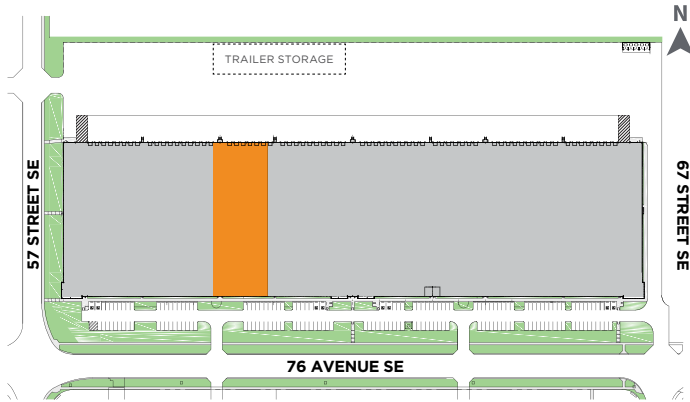 N
TRAILER STORAGE
57 STREET SE
67 STREET SE
76 AVENUE SE